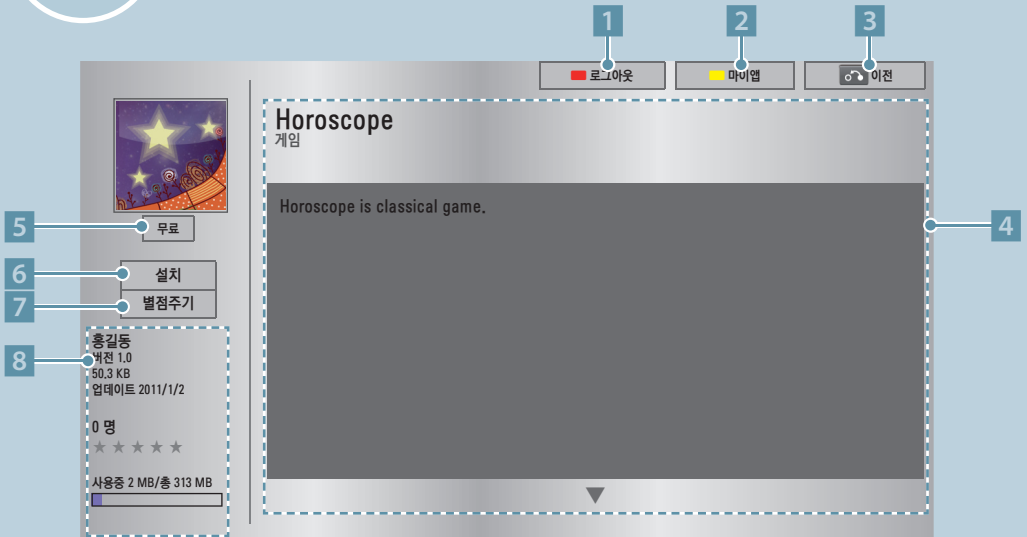 1
2
3
로그아웃
마이앱
이전
Horoscope
게임
Horoscope is classical game.
4
5
무료
6
설치
7
별점주기
8
홍길동
버전 1.0
50.3 KB
업데이트 2011/1/2
0 명
사용중 2 MB/총 313 MB